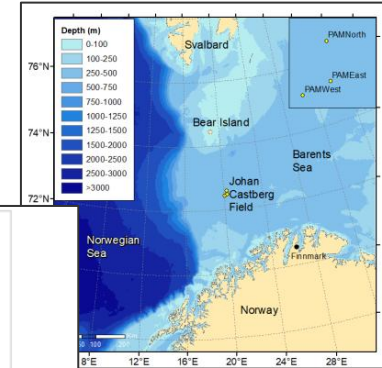 Depth (m)
0-100
100-250
250-500
500-750
750-1000
1000-1250
1250-1500
1500-2000
2000-2500
2500-3000
>3000
Svalbard
PAMNorth
PAMEast
PAMWest
76°N
74°N
72°N
Bear Island
Barents
Sea
Johan
Castberg
Field
Norwegian
Sea
Finnmark
Norway
100
8°E
12°E
16°E
20°E
24°E
28°E